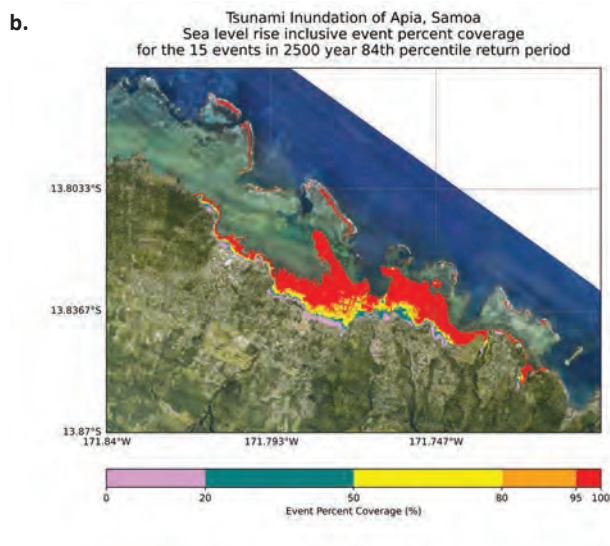 b.
Tsunami Inundation of Apia, Samoa
Sea level rise inclusive event percent coverage
for the 15 events in 2500 year 84th percentile return period
13.8033°S
13.8367°S
13.87°S
171.84°W 171.793°W 171.747°W
0 20 50 80 95 100
Event Percent Coverage (%)